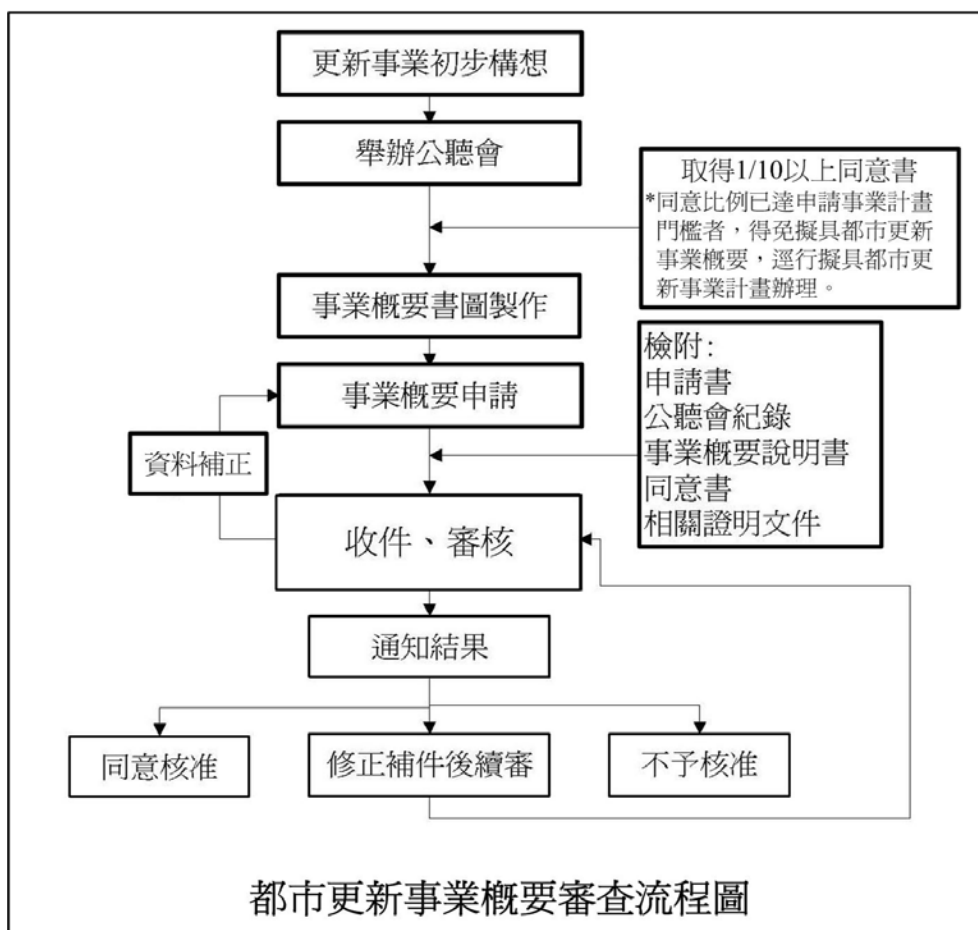 更新事業初步構想
舉辦公聽會
取得1/10以上同意書
*同意比例已達申請事業計畫
門檻者，得免擬具都市更新
事業概要，逕行擬具都市更
新事業計畫辦理。
事業概要書圖製作
事業概要申請
檢附:
申請書
公聽會紀錄
事業概要說明書
同意書
相關證明文件
資料補正
收件、審核
通知結果
同意核准
修正補件後續審
不予核准
都市更新事業概要審查流程圖